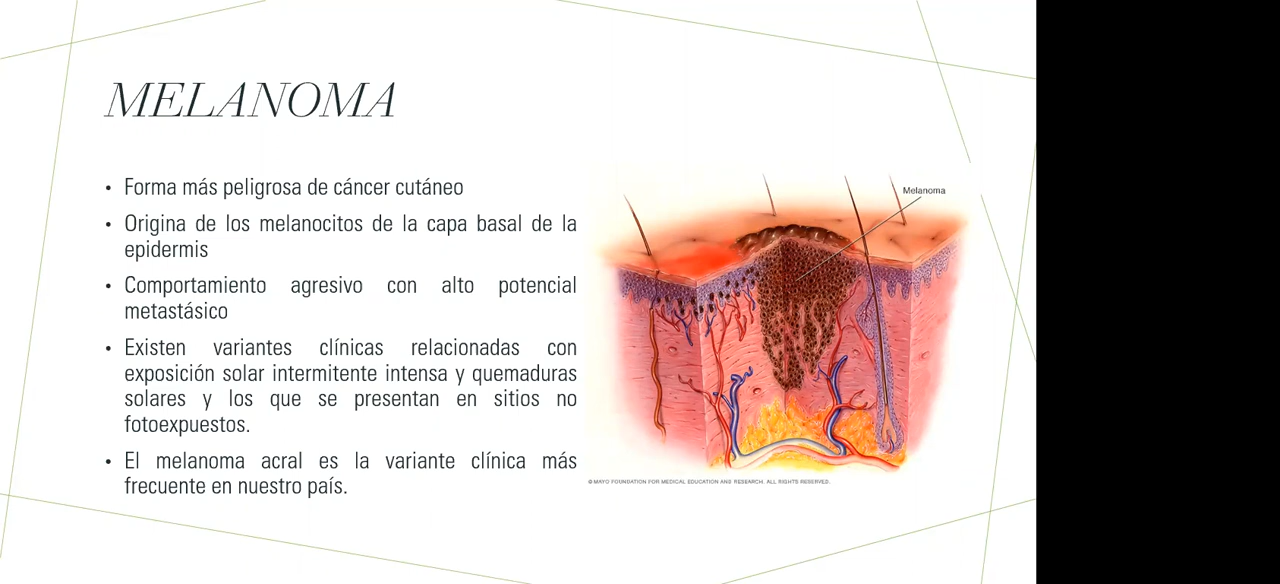 MELANOMA
• Forma más peligrosa de cáncer cutáneo
• Origina de los melanocitos de la capa basal de la
epidermis
• Comportamiento agresivo con alto potencial
metastásico
• Existen variantes clínicas relacionadas con
exposición solar intermitente intensa y quemaduras
solares y los que se presentan en sitios no
fotoexpuestos.
• El melanoma acral es la variante clínica más
frecuente en nuestro país.
Melanoma
© MAYO FOUNDATION FOR MEDICAL EDUCATION AND RESEARCH. ALL RIGHTS RESERVED.